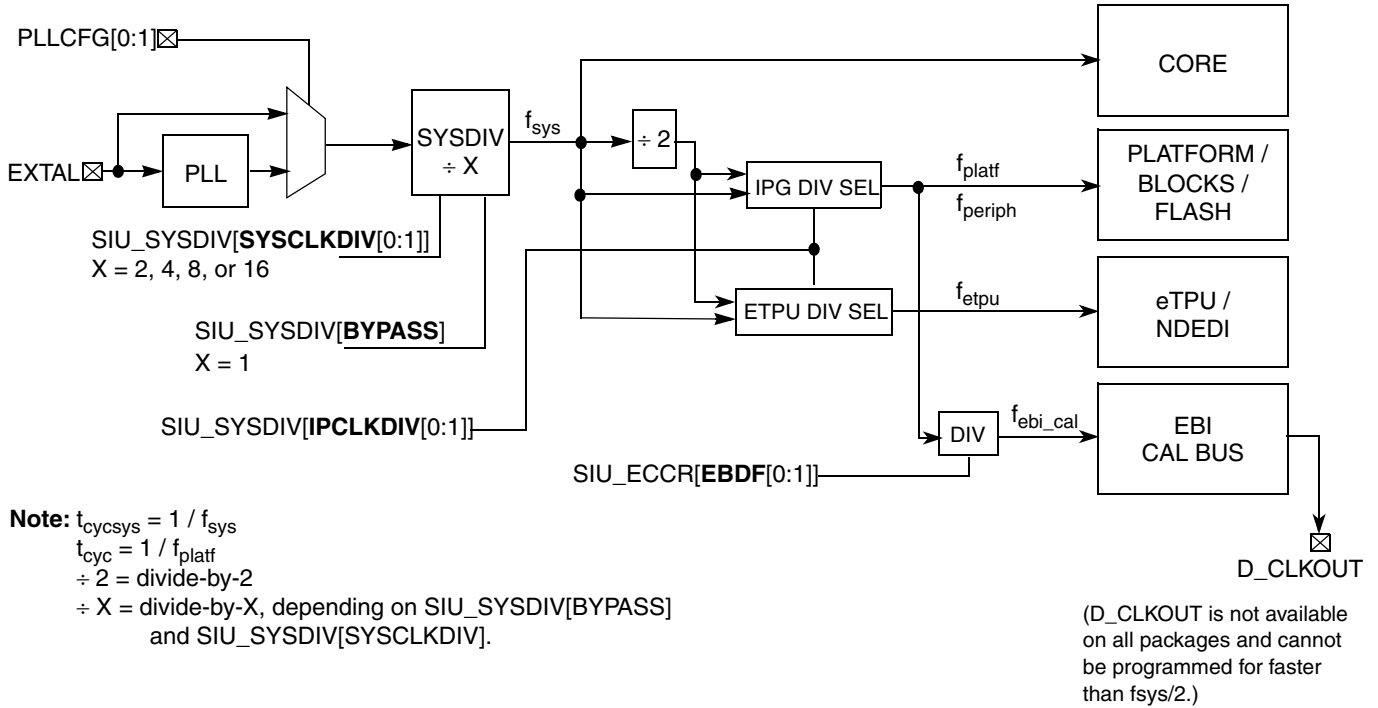 PLLCFG[0:1]
EXTAL
PLL
SYSDIV
÷ X
fsys
÷ 2
CORE
IPG DIV SEL
fplatf
fperiph
PLATFORM /
BLOCKS /
FLASH
SIU_SYSDIV[SYSCLKDIV[0:1]]
X = 2, 4, 8, or 16
ETPU DIV SEL
fetpu
eTPU /
NDEDI
SIU_SYSDIV[BYPASS]
X = 1
SIU_SYSDIV[IPCLKDIV[0:1]]
DIV
febi_cal
EBI
CAL BUS
SIU_ECCR[EBDF[0:1]]
D_CLKOUT
Note: tcycsys = 1 / fsys
tcyc = 1 / fplatf
÷ 2 = divide-by-2
÷ X = divide-by-X, depending on SIU_SYSDIV[BYPASS]
and SIU_SYSDIV[SYSCLKDIV].
(D_CLKOUT is not available
on all packages and cannot
be programmed for faster
than fsys/2.)